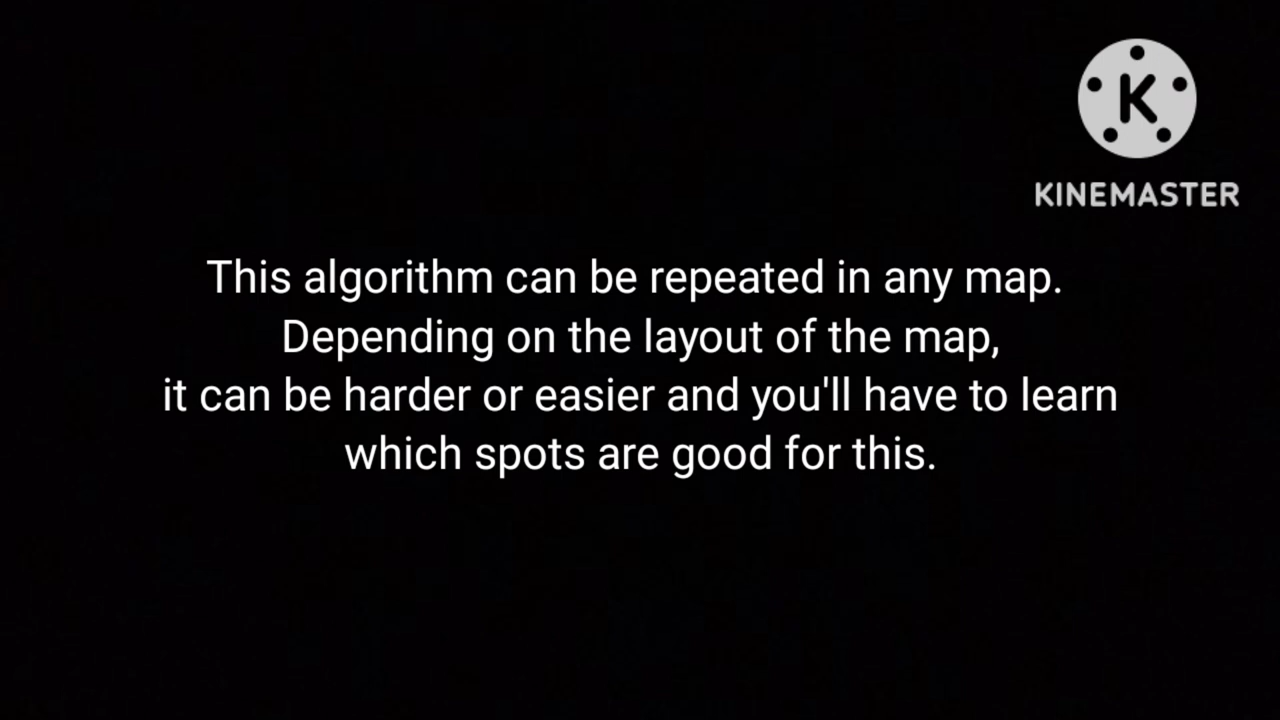 K
KINEMASTER
This algorithm can be repeated in any map.
Depending on the layout of the map,
it can be harder or easier and you'll have to learn
which spots are good for this.